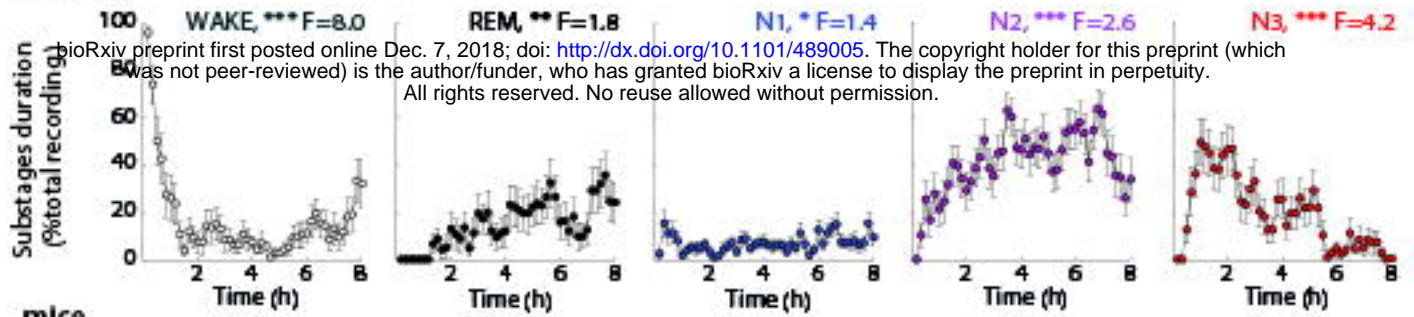 WAKE, *** F=8.0
REM, ** F=1.8
N1, * F=1.4
N2, *** F=2.6
N3, *** F=4.2
bioRxiv preprint first posted online Dec. 7, 2018; doi: http://dx.doi.org/10.1101/489005. The copyright holder for this preprint (which
was not peer-reviewed) is the author/funder, who has granted bioRxiv a license to display the preprint in perpetuity.
All rights reserved. No reuse allowed without permission.
Substages duration
(%total recording)
100
80
60
40
20
0
2 4 6 8
2 4 6 8
2 4 6 8
2 4 6 8
2 4 6 8
Time (h)
Time (h)
Time (h)
Time (h)
Time (h)
mice